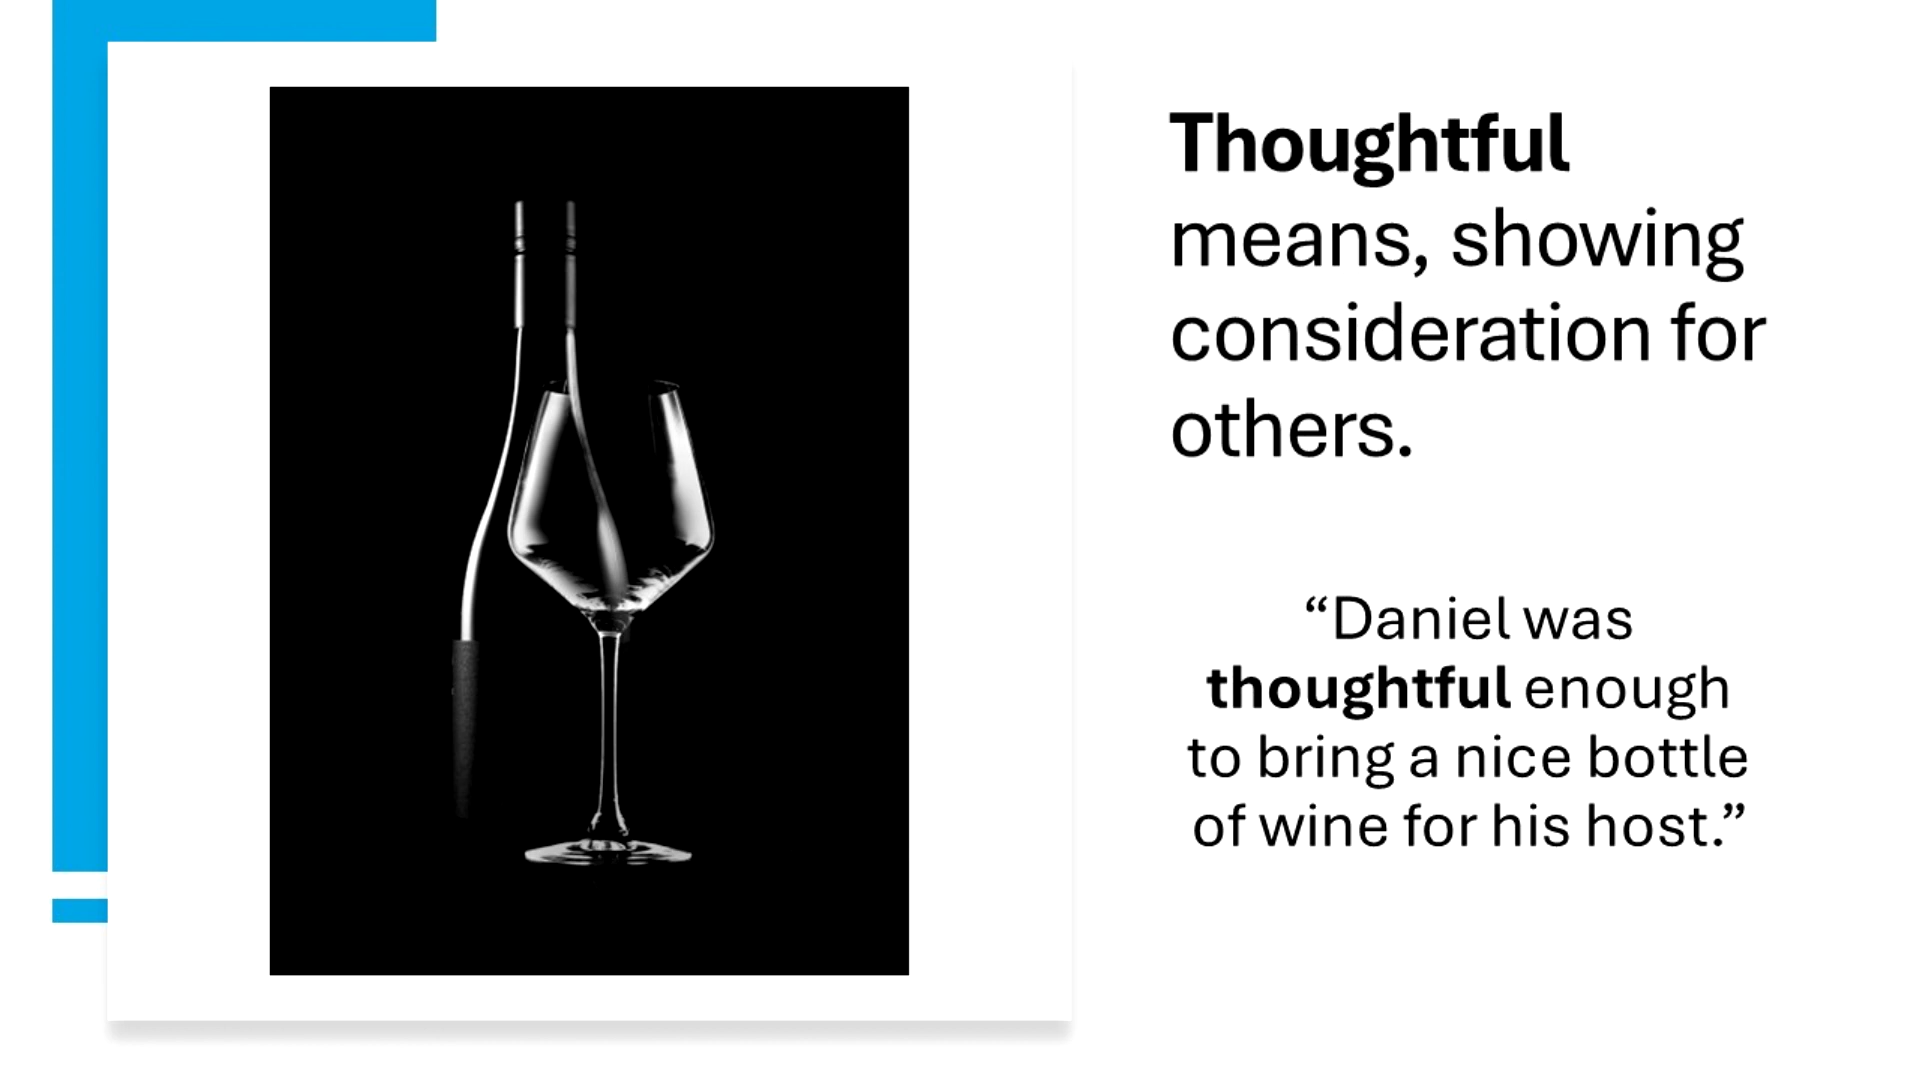 Thoughtful
means, showing
consideration for
others.
“Daniel was
thoughtful enough
to bring a nice bottle
of wine for his host.”